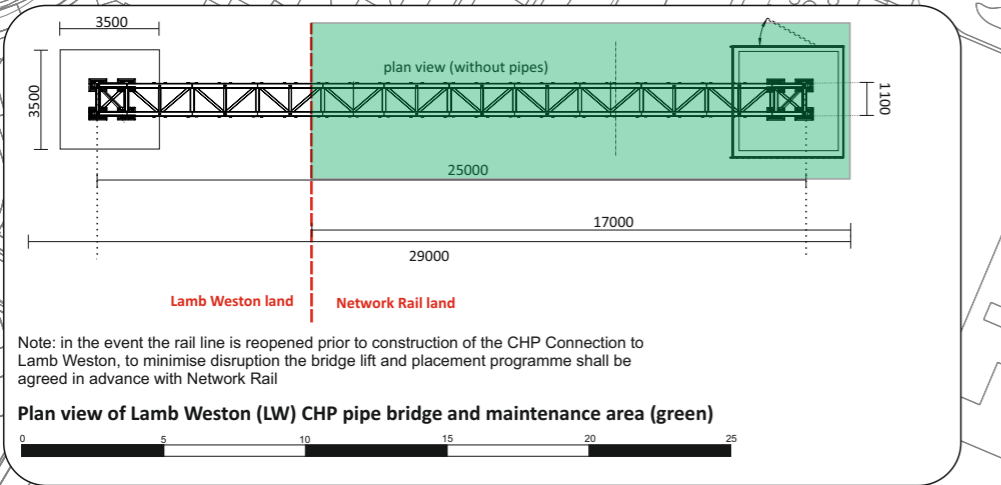 3500
plan view (without pipes)
3500
1100
25000
17000
29000
Lamb Weston land
Network Rail land
Note: in the event the rail line is reopened prior to construction of the CHP Connection to
Lamb Weston, to minimise disruption the bridge lift and placement programme shall be
agreed in advance with Network Rail
Plan view of Lamb Weston (LW) CHP pipe bridge and maintenance area (green)
0 5 10 15 20 25